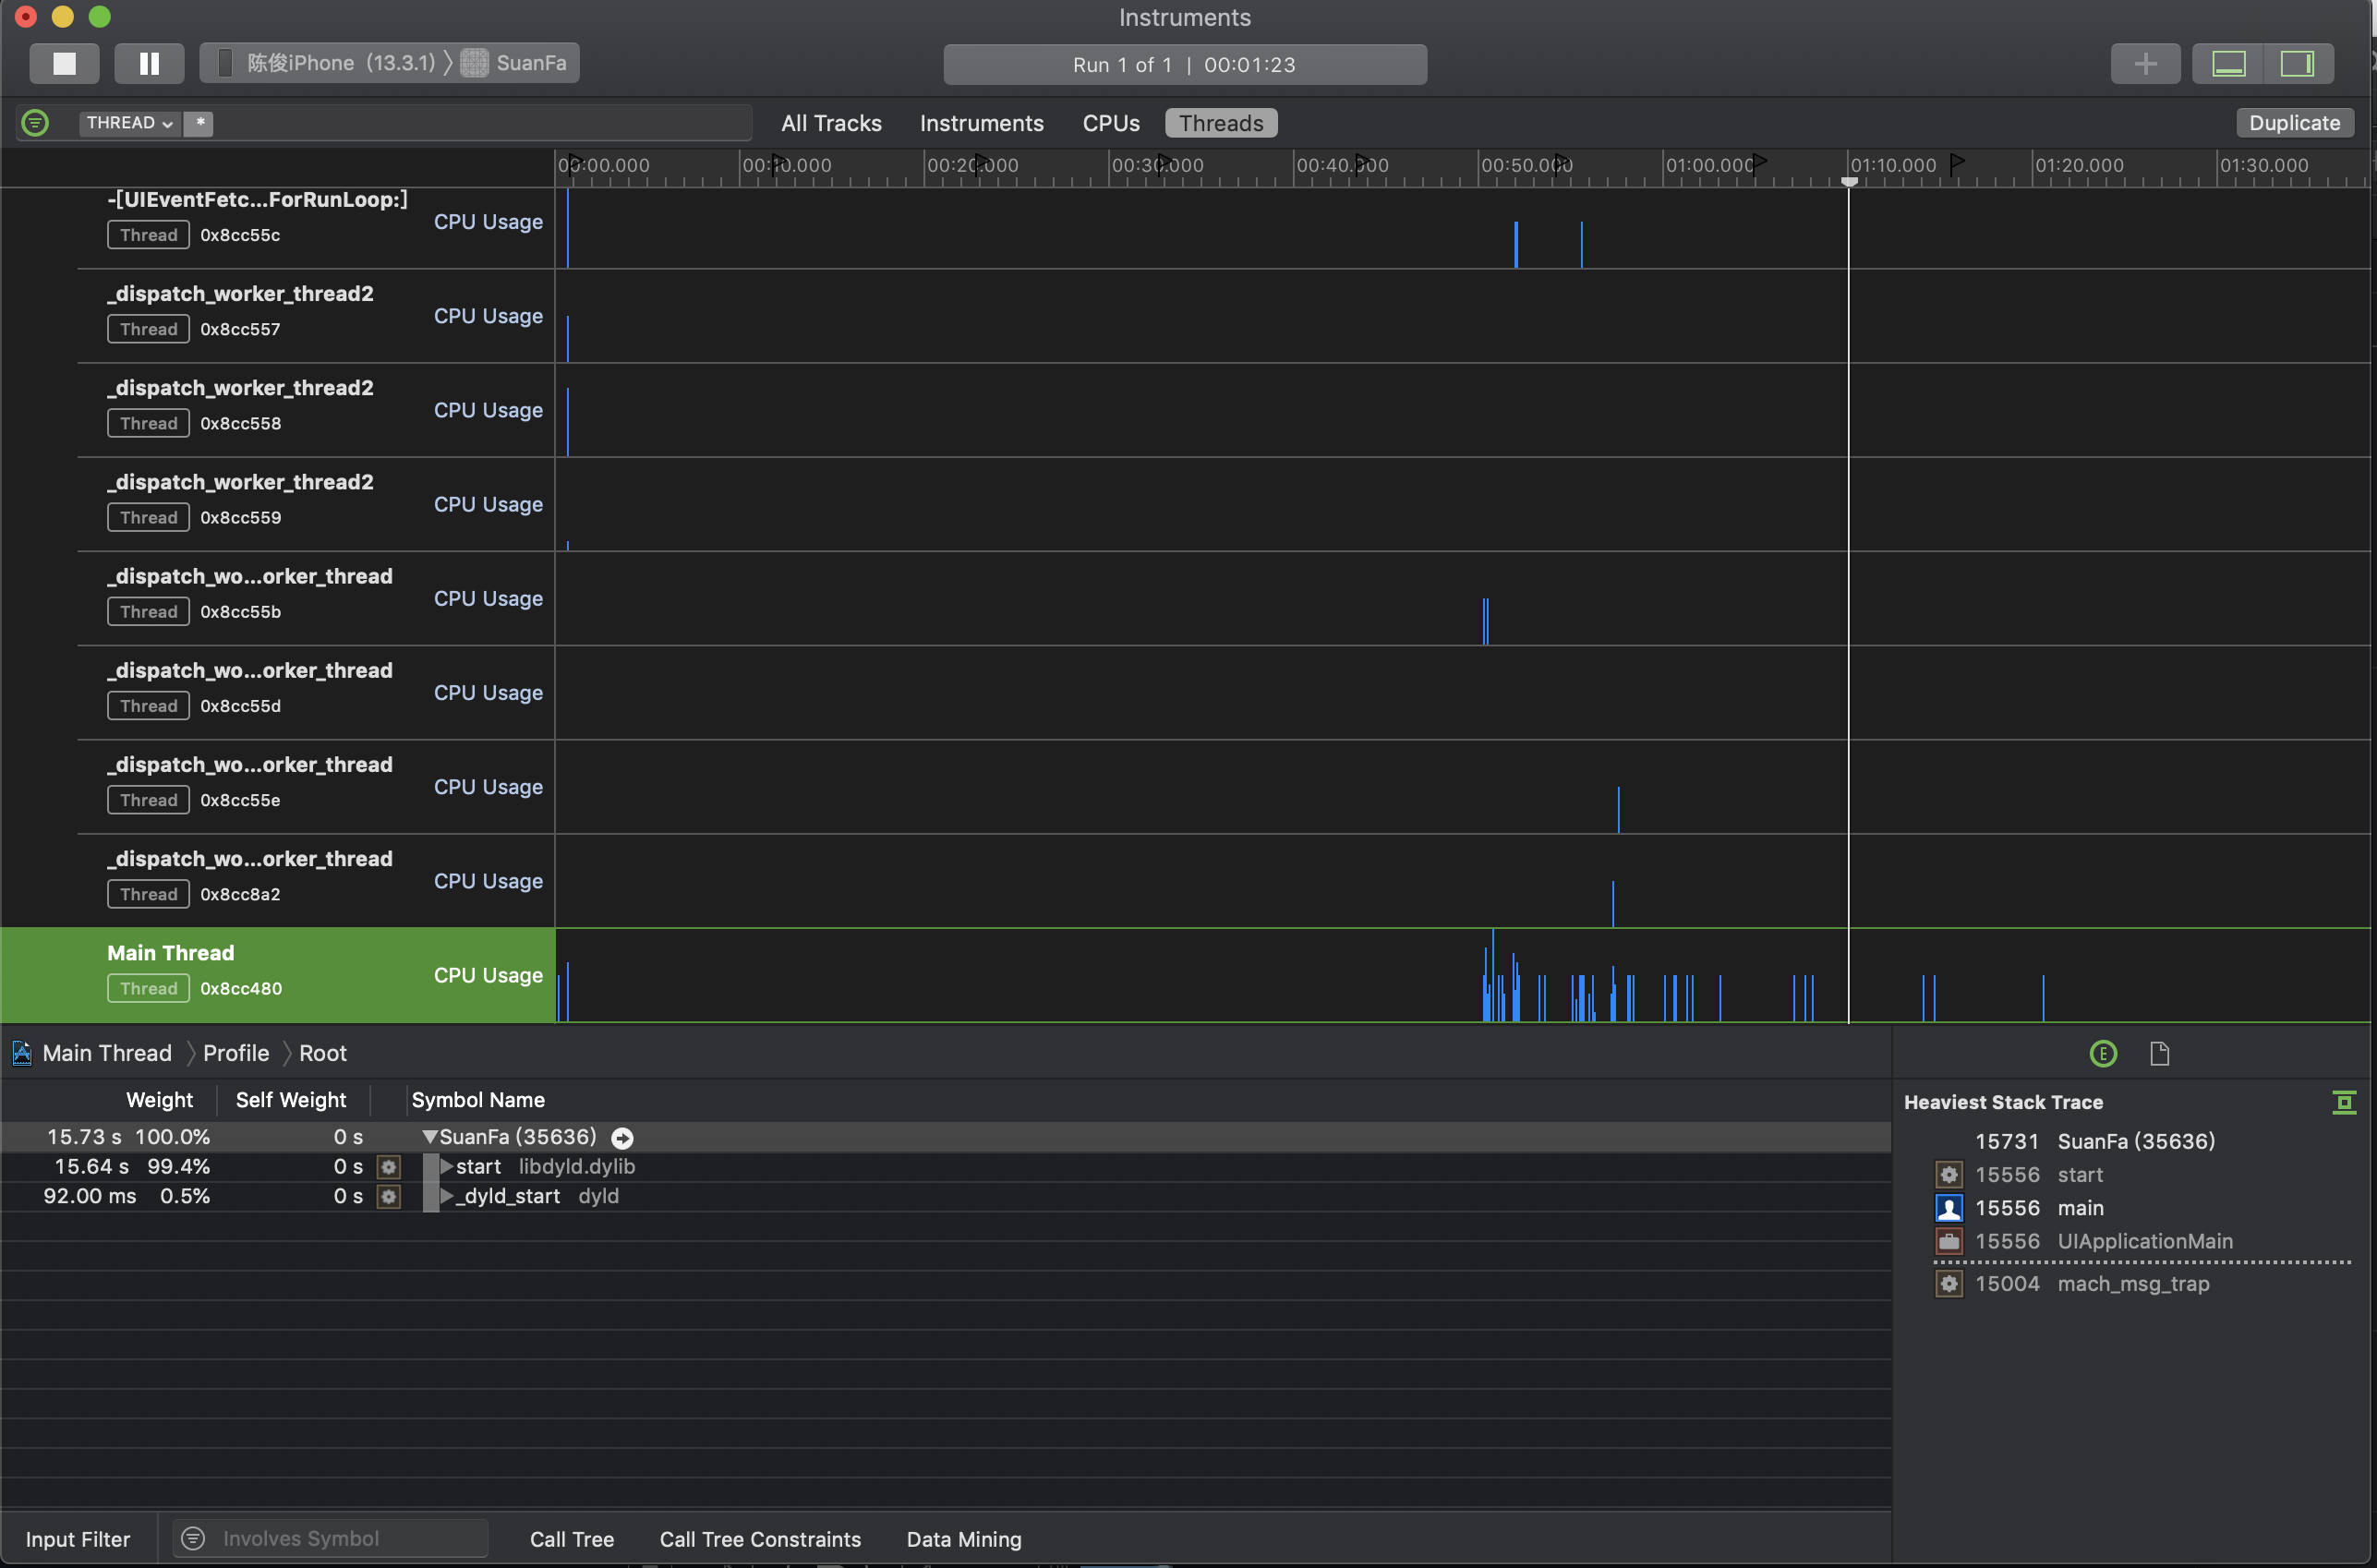 Instruments
陈俊iPhone (13.3.1) SuanFa
Run 1 of 1 | 00:01:23
THREAD *
All Tracks Instruments CPUs Threads
Duplicate
00:00.000 00:10.000 00:20.000 00:30.000 00:40.000 00:50.000 01:00.000 01:10.000 01:20.000 01:30.000
-[UIEventFetc...ForRunLoop:]
Thread 0x8cc55c
CPU Usage
_dispatch_worker_thread2
Thread 0x8cc557
CPU Usage
_dispatch_worker_thread2
Thread 0x8cc558
CPU Usage
_dispatch_worker_thread2
Thread 0x8cc559
CPU Usage
_dispatch_wo...orker_thread
Thread 0x8cc55b
CPU Usage
_dispatch_wo...orker_thread
Thread 0x8cc55d
CPU Usage
_dispatch_wo...orker_thread
Thread 0x8cc55e
CPU Usage
_dispatch_wo...orker_thread
Thread 0x8cc8a2
CPU Usage
Main Thread
Thread 0x8cc480
CPU Usage
Main Thread Profile Root
Weight Self Weight Symbol Name
15.73 s 100.0% 0 s SuanFa (35636)
15.64 s 99.4% 0 s start libdyld.dylib
92.00 ms 0.5% 0 s _dyld_start dyld
E
Heaviest Stack Trace
15731 SuanFa (35636)
15556 start
15556 main
15556 UIApplicationMain
15004 mach_msg_trap
Input Filter Involves Symbol Call Tree Call Tree Constraints Data Mining